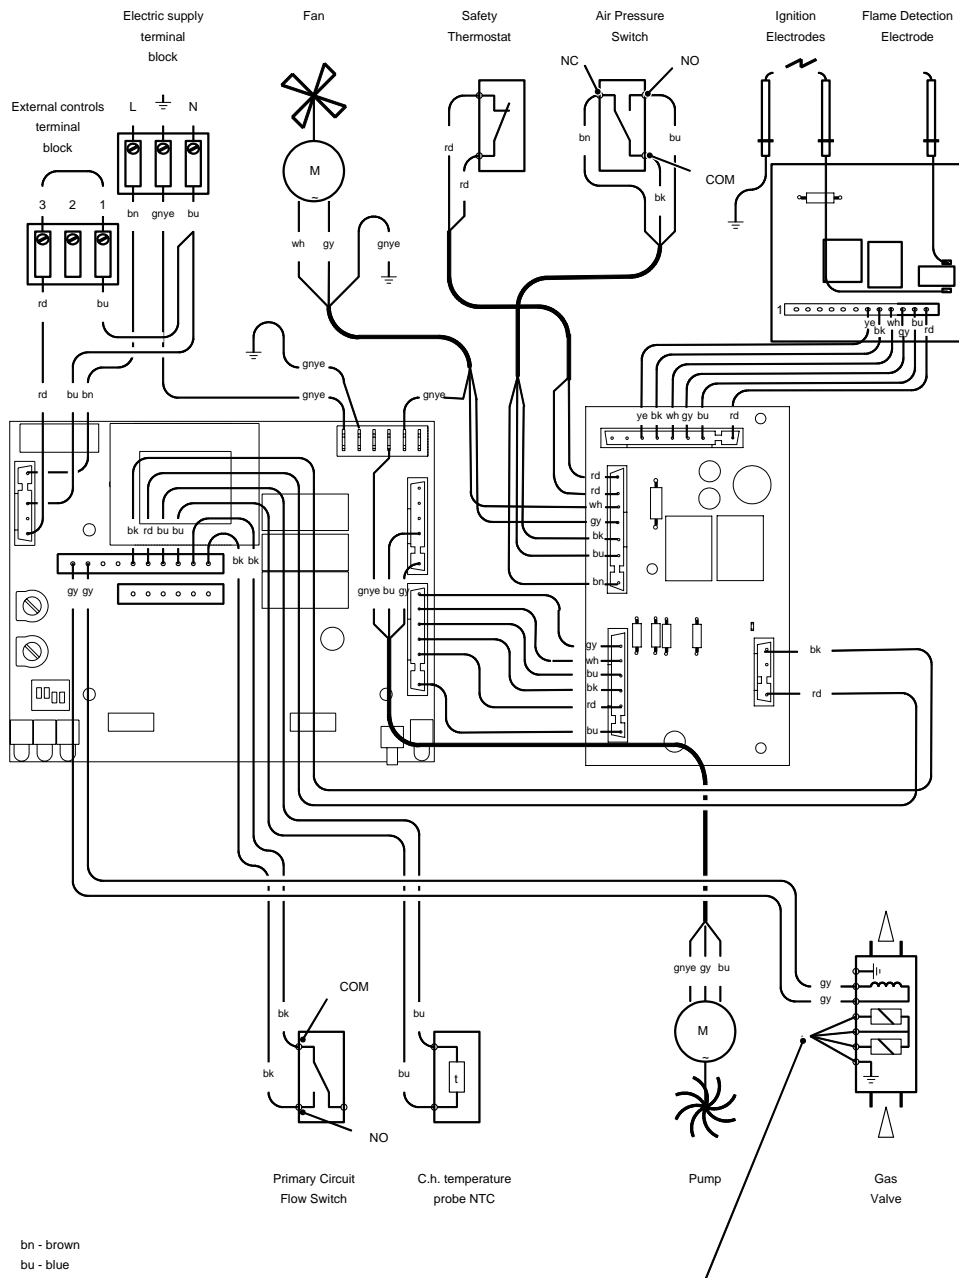 Electric supply
terminal
block
Fan
Safety
Thermostat
Air Pressure
Switch
Ignition
Electrodes
Flame Detection
Electrode
NC
NO
External controls
terminal
block
L
N
M
~
rd
rd
bn
bu
COM
bk
3
2
1
bn
gnye
bu
wh
gy
gnye
rd
bu
1
ye
bk
wh
gy
bu
rd
gnye
rd
bu
bn
gnye
gnye
ye
bk
wh
gy
bu
rd
rd
rd
wh
gy
bk
bu
bn
bk
rd
bu
bu
bk
bk
gy
gy
gnye
bu
gy
gy
wh
bu
bk
rd
bu
bk
rd
gnye
gy
bu
COM
bk
bu
gy
gy
M
~
bk
bu
t
NO
Primary Circuit
Flow Switch
C.h. temperature
probe NTC
Pump
Gas
Valve
bn - brown
bu - blue